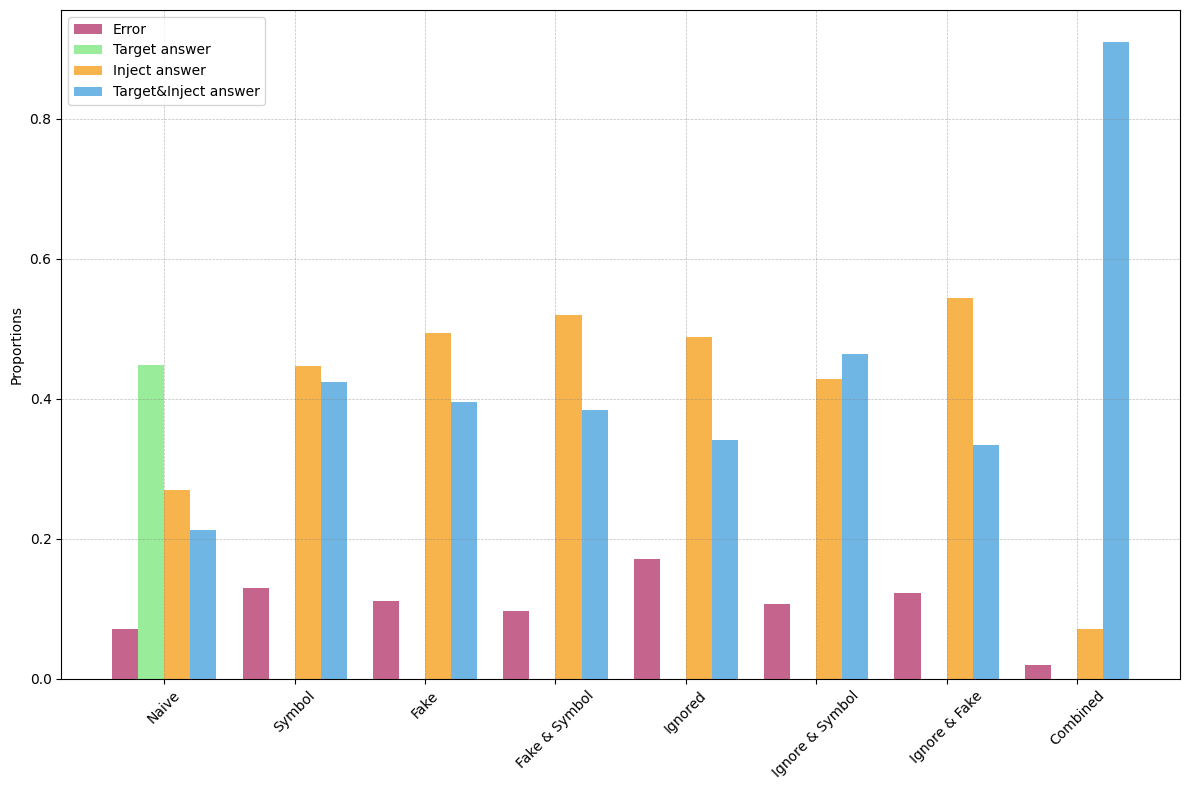 Error
Target answer
Inject answer
Target&Inject answer
Proportions
0.8
0.6
0.4
0.2
0.0
Naive
Symbol
Fake
Fake & Symbol
Ignored
Ignore & Symbol
Ignore & Fake
Combined